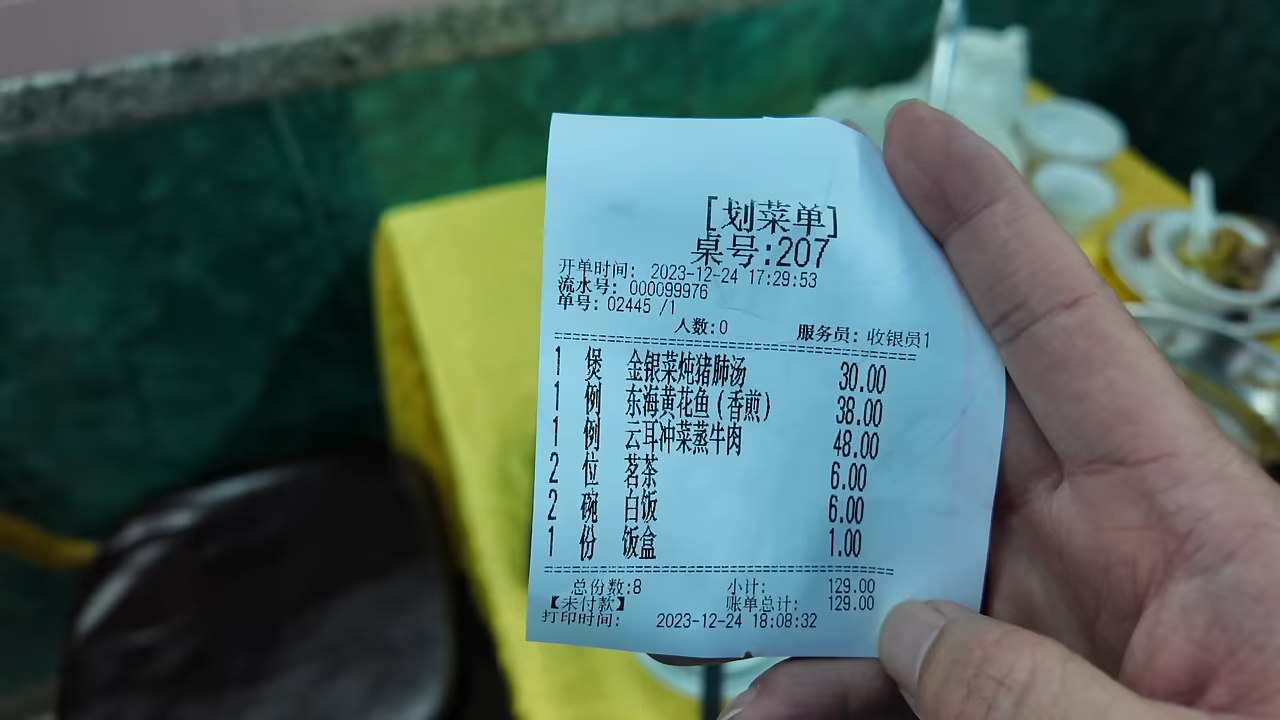 [划菜单]
桌号:207
开单时间: 2023-12-24 17:29:53
流水号: 000099976
单号: 02445 /1
人数:0 服务员: 收银员1
1 煲 金银菜炖猪肺汤 30.00
1 例 东海黄花鱼(香煎) 38.00
1 例 云耳冲菜蒸牛肉 48.00
2 位 茗茶 6.00
2 碗 白饭 6.00
1 份 饭盒 1.00
总份数:8 小计: 129.00
【未付款】 账单总计: 129.00
打印时间: 2023-12-24 18:08:32